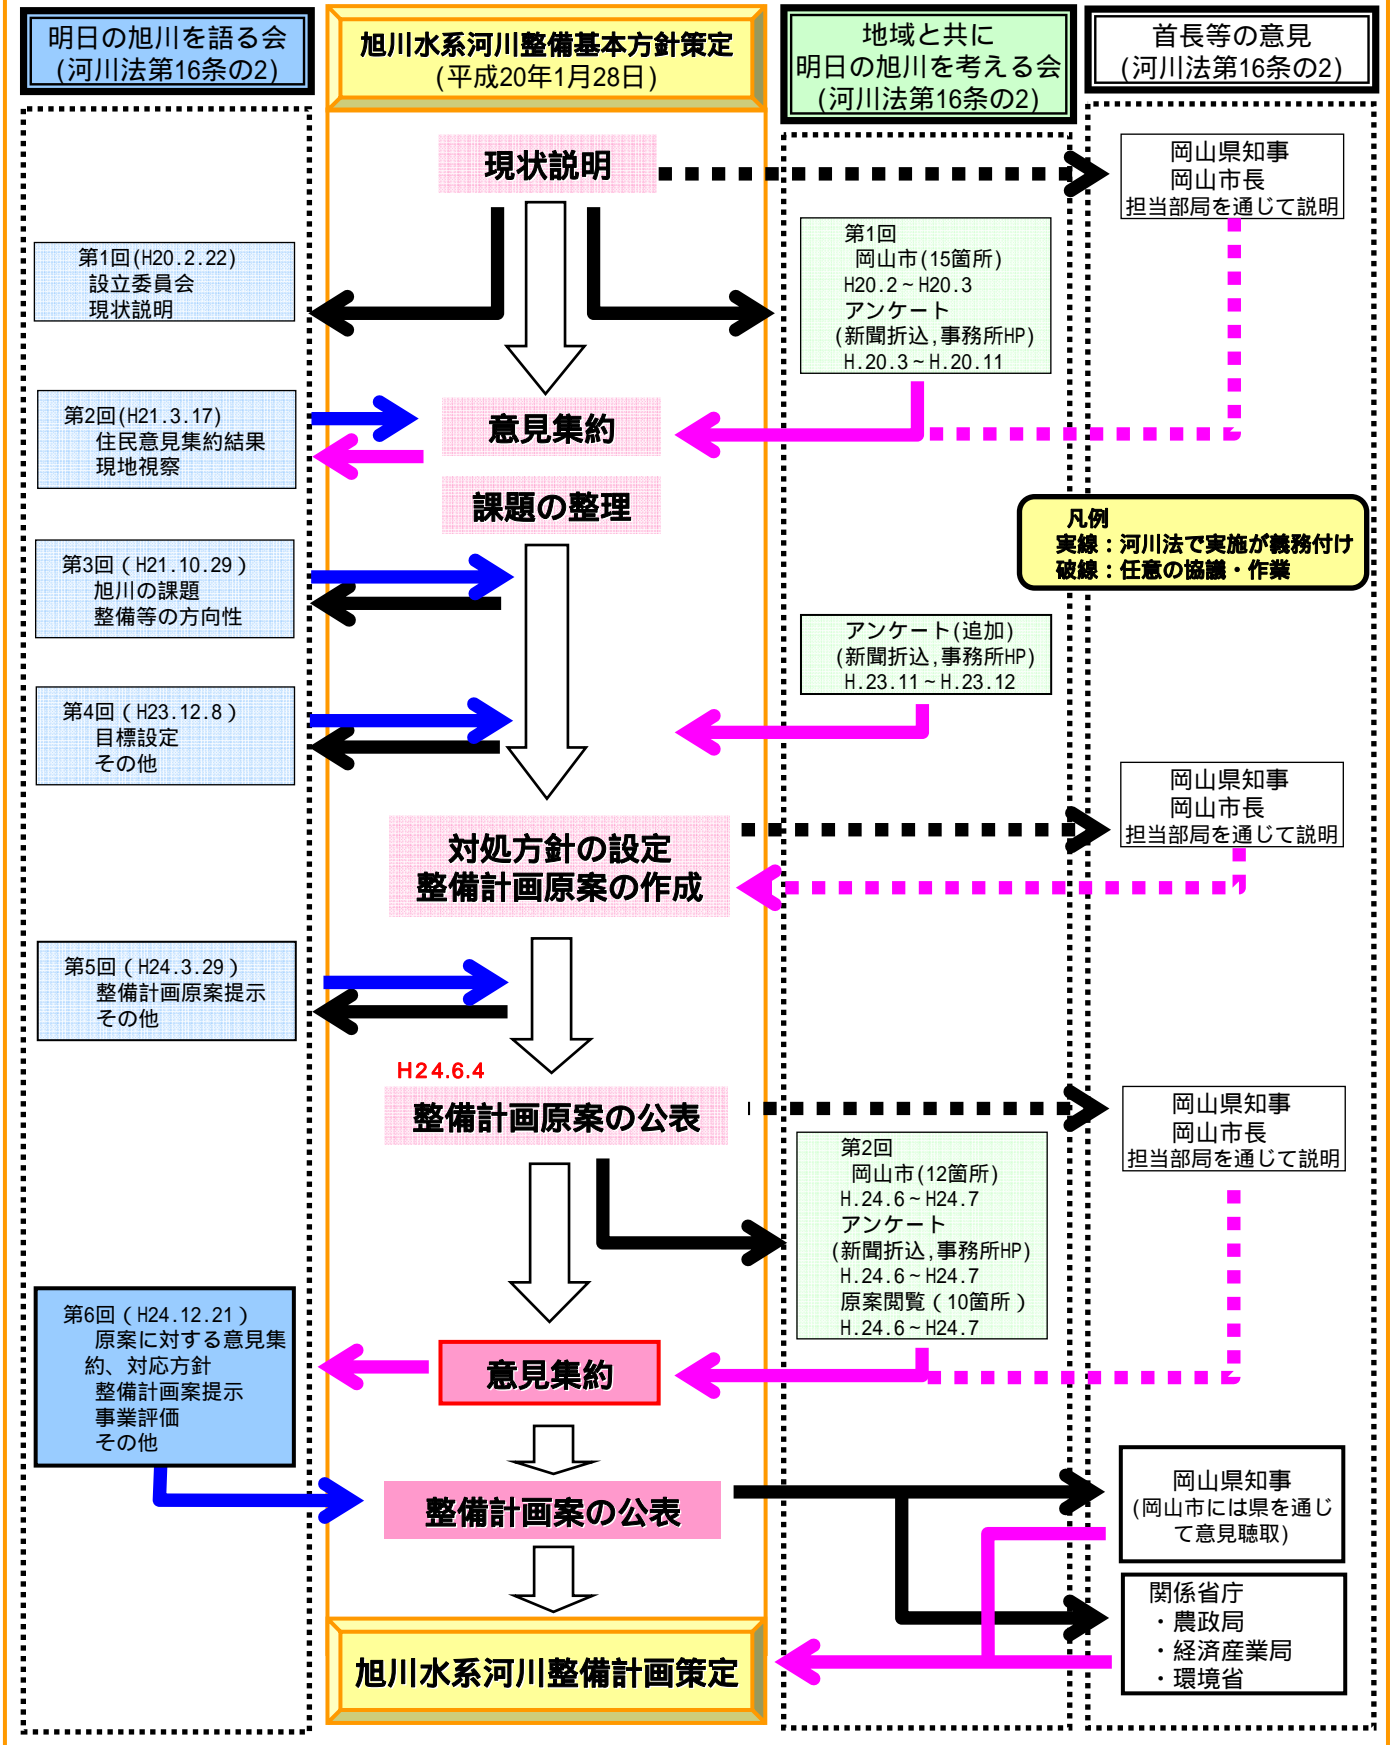 明日の旭川を語る会
(河川法第16条の2)
旭川水系河川整備基本方針策定
(平成20年1月28日)
地域と共に
明日の旭川を考える会
(河川法第16条の2)
首長等の意見
(河川法第16条の2)
現状説明
岡山県知事
岡山市長
担当部局を通じて説明
第1回(H20.2.22)
設立委員会
現状説明
第1回
岡山市(15箇所)
H20.2～H20.3
アンケート
(新聞折込,事務所HP)
H.20.3～H.20.11
第2回(H21.3.17)
住民意見集約結果
現地視察
意見集約
課題の整理
凡例
実線：河川法で実施が義務付け
破線：任意の協議・作業
第3回（H21.10.29）
旭川の課題
整備等の方向性
アンケート(追加)
(新聞折込,事務所HP)
H.23.11～H.23.12
第4回（H23.12.8）
目標設定
その他
岡山県知事
岡山市長
担当部局を通じて説明
対処方針の設定
整備計画原案の作成
第5回（H24.3.29）
整備計画原案提示
その他
H24.6.4
整備計画原案の公表
岡山県知事
岡山市長
担当部局を通じて説明
第2回
岡山市(12箇所)
H.24.6～H24.7
アンケート
(新聞折込,事務所HP)
H.24.6～H24.7
原案閲覧（10箇所）
H.24.6～H24.7
第6回（H24.12.21）
原案に対する意見集
約、対応方針
整備計画案提示
事業評価
その他
意見集約
整備計画案の公表
岡山県知事
(岡山市には県を通じ
て意見聴取)
関係省庁
・農政局
・経済産業局
・環境省
旭川水系河川整備計画策定